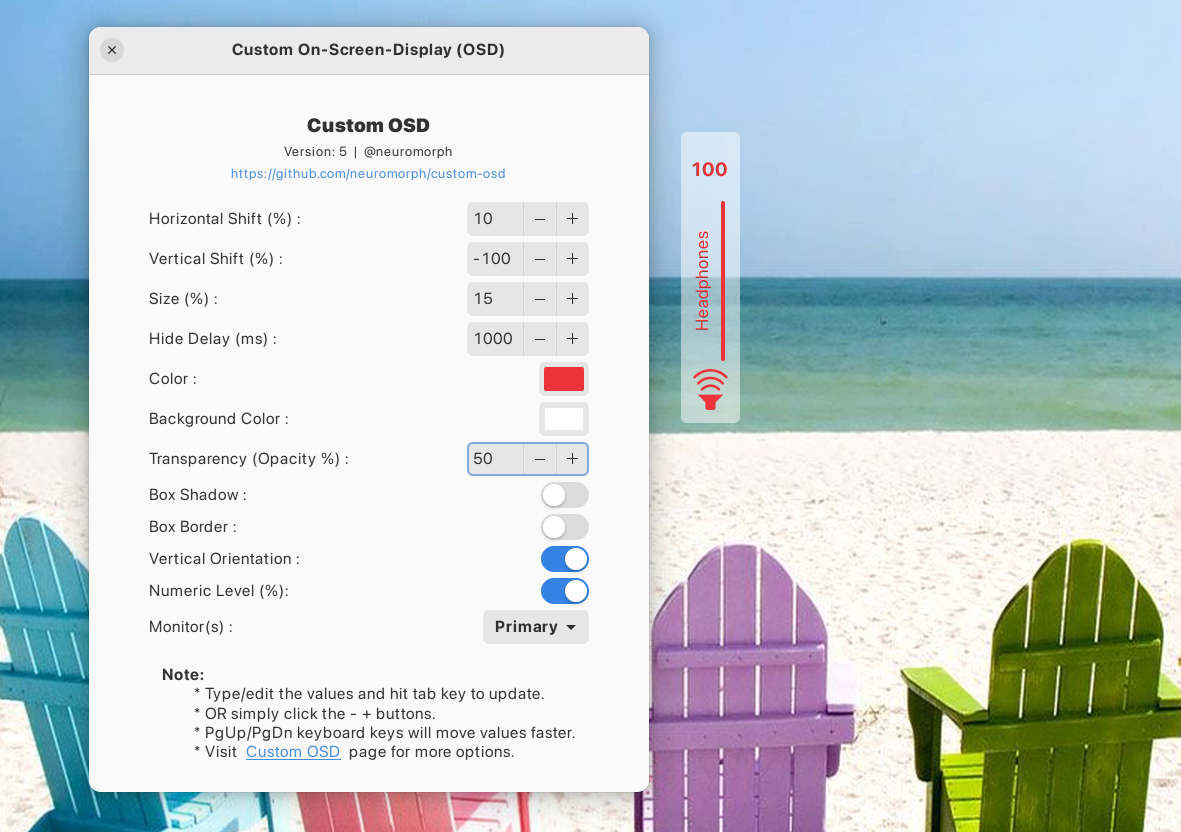 Custom On-Screen-Display (OSD)
Custom OSD
Version: 5 | @neuromorph
https://github.com/neuromorph/custom-osd
Horizontal Shift (%) : 10 − +
Vertical Shift (%) : -100 − +
Size (%) : 15 − +
Hide Delay (ms) : 1000 − +
Color :
Background Color :
Transparency (Opacity %) : 50 − +
Box Shadow :
Box Border :
Vertical Orientation :
Numeric Level (%):
Monitor(s) : Primary
Note:
* Type/edit the values and hit tab key to update.
* OR simply click the - + buttons.
* PgUp/PgDn keyboard keys will move values faster.
* Visit Custom OSD page for more options.
100
Headphones